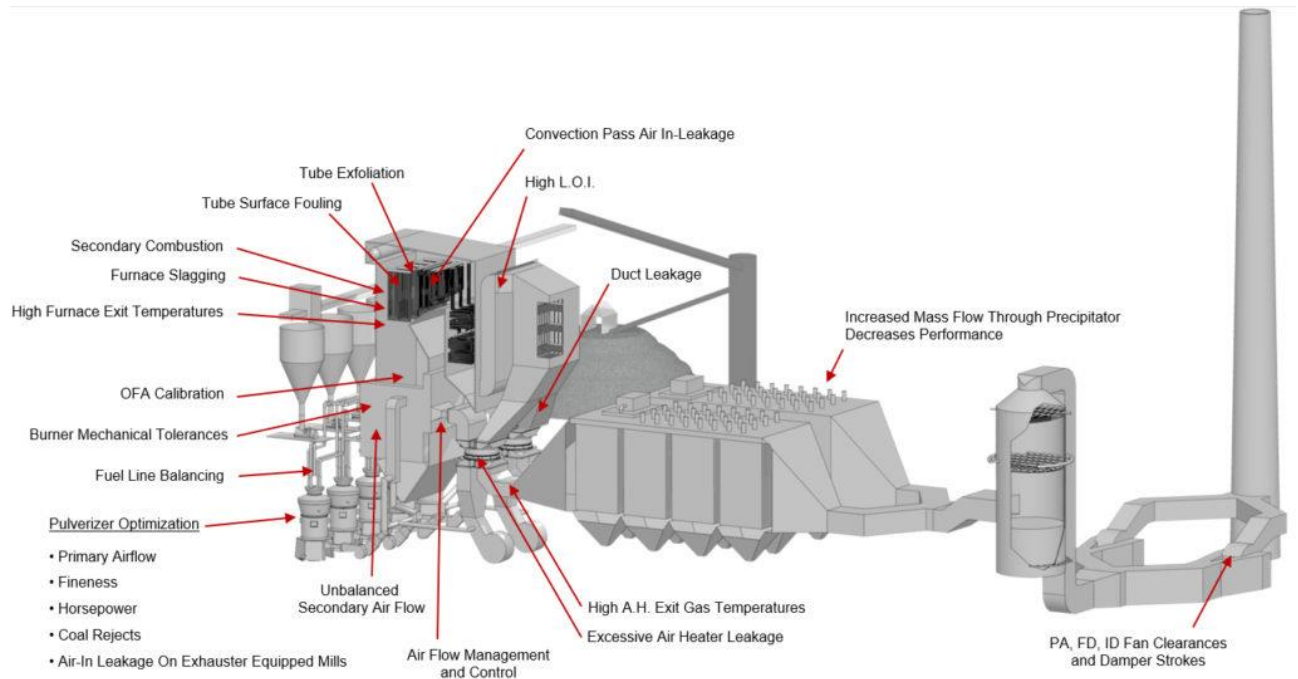 Convection Pass Air In-Leakage
Tube Exfoliation
High L.O.I.
Tube Surface Fouling
Secondary Combustion
Furnace Slagging
Duct Leakage
High Furnace Exit Temperatures
Increased Mass Flow Through Precipitator
Decreases Performance
OFA Calibration
Burner Mechanical Tolerances
Fuel Line Balancing
Pulverizer Optimization
• Primary Airflow
• Fineness
• Horsepower
• Coal Rejects
• Air-In Leakage On Exhauster Equipped Mills
Unbalanced
Secondary Air Flow
Air Flow Management
and Control
High A.H. Exit Gas Temperatures
Excessive Air Heater Leakage
PA, FD, ID Fan Clearances
and Damper Strokes